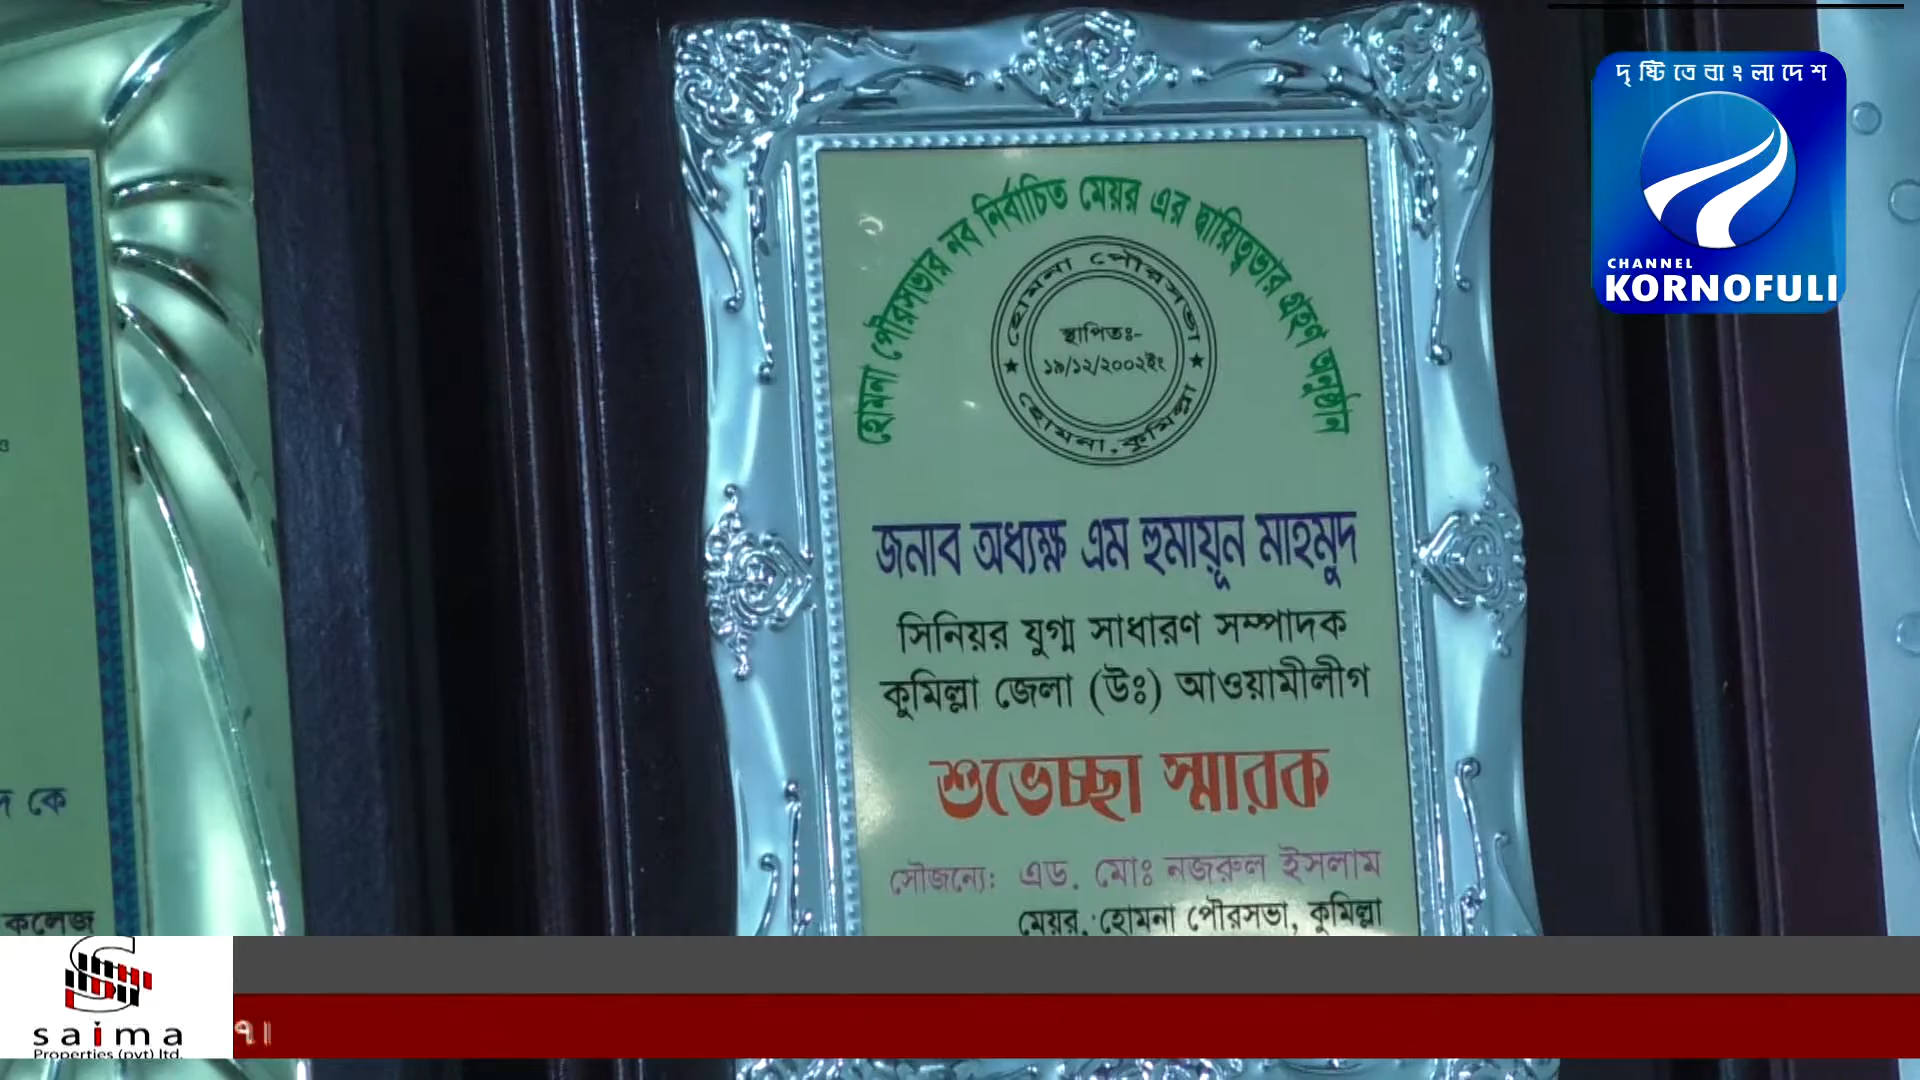 দৃষ্টিতে বাংলাদেশ
CHANNEL
KORNOFULI
হোমনা পৌরসভার নব নির্বাচিত মেয়র এর দ্বায়িত্বভার গ্রহণ অনুষ্ঠান
হোমনা পৌরসভা
স্থাপিতঃ-
১৯/১২/২০০২ইং
★ হোমনা, কুমিল্লা ★
জনাব অধ্যক্ষ এম হুমায়ূন মাহমুদ
সিনিয়র যুগ্ম সাধারণ সম্পাদক
কুমিল্লা জেলা (উঃ) আওয়ামীলীগ
শুভেচ্ছা স্মারক
সৌজন্যে: এড. মোঃ নজরুল ইসলাম
মেয়র, হোমনা পৌরসভা, কুমিল্লা
কে
কলেজ
saima
Properties (pvt) ltd.